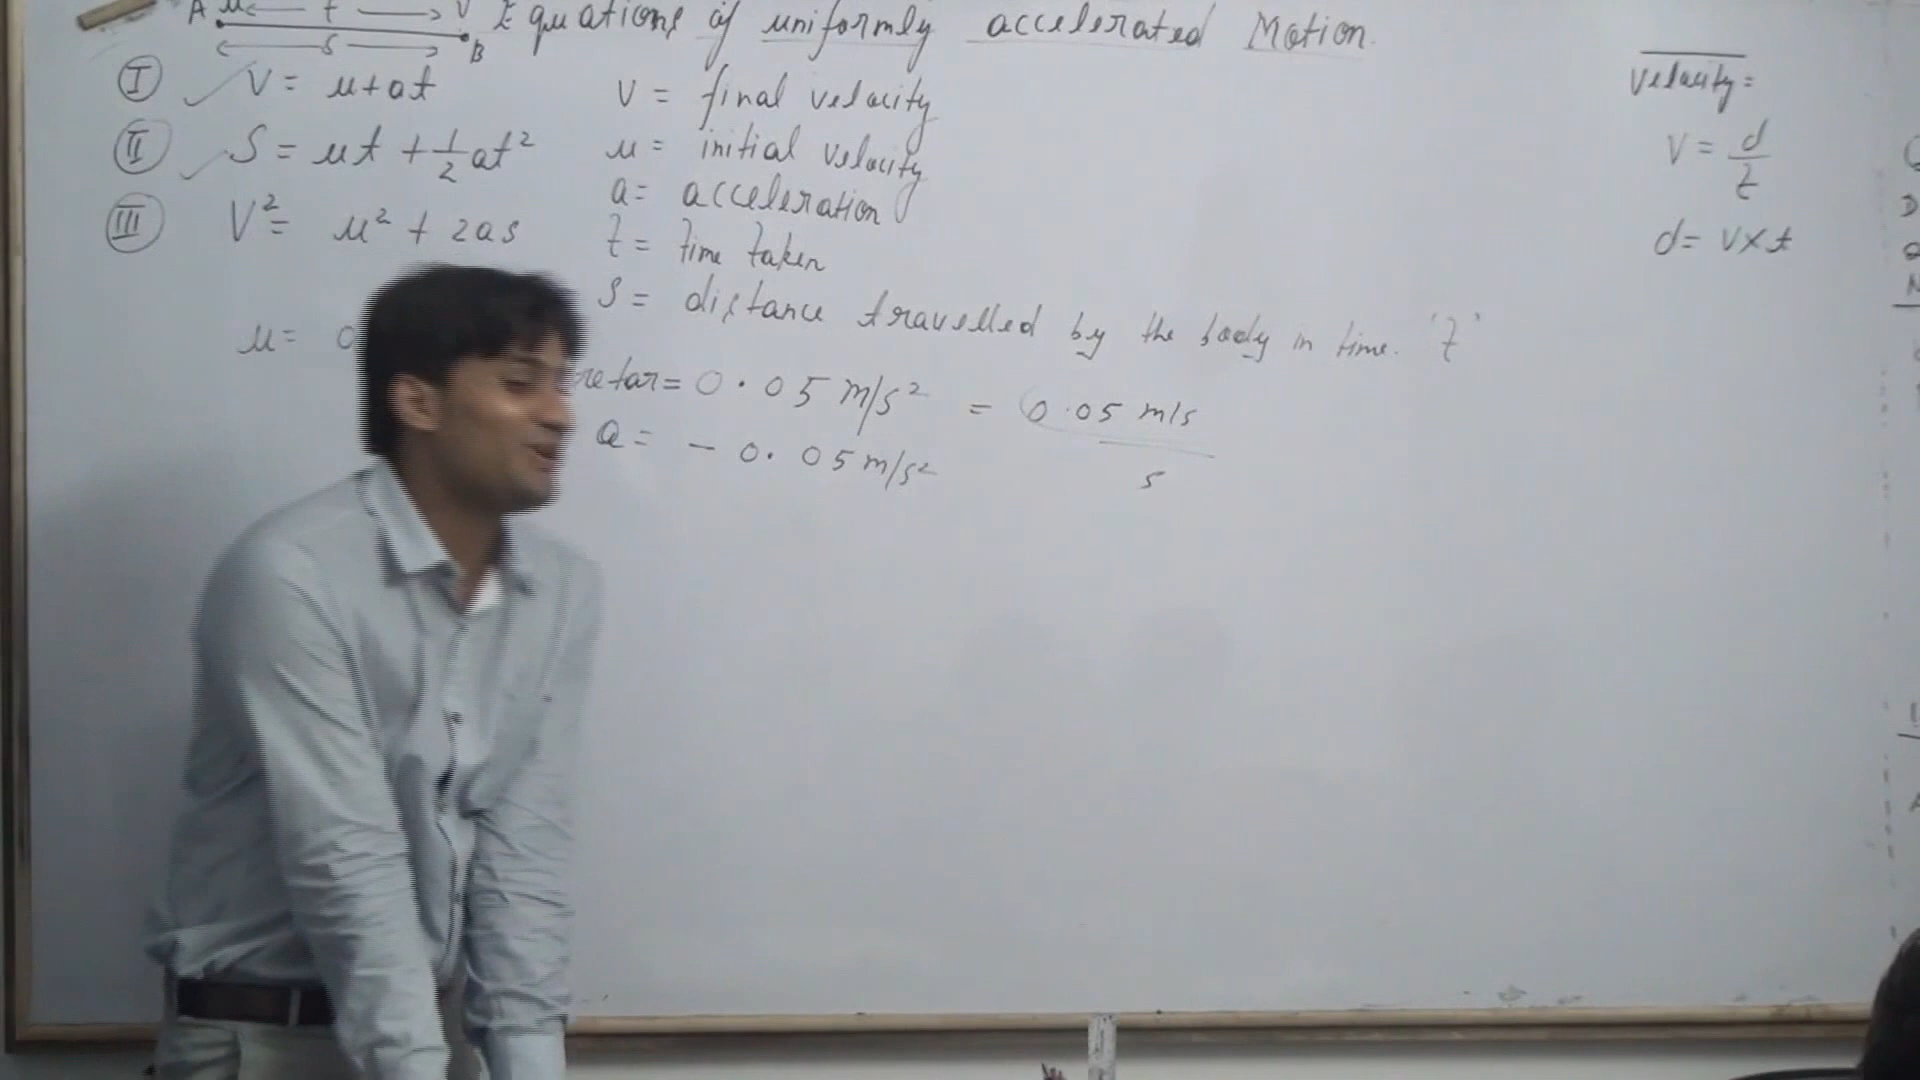 A u t v Equations of uniformly accelerated Motion.
S B
I V = u+at
II S = ut + 1/2 at²
III V² = u² + 2as
u =
V = final velocity
u = initial velocity
a = acceleration
t = time taken
S = distance travelled by the body in time. 't'
retar = 0.05 m/s² = 0.05 m/s / s
a = - 0.05 m/s²
velocity =
V = d/t
d = V×t